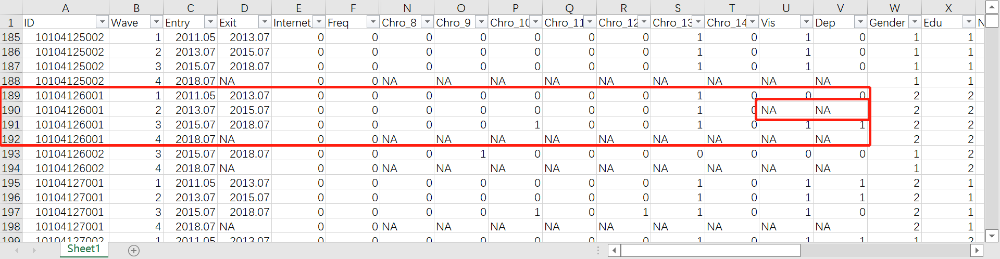 A B C D E F N O P Q R S T U V W X
1 ID Wave Entry Exit Internet_ Freq Chro_8 Chro_9 Chro_10 Chro_11 Chro_12 Chro_13 Chro_14 Vis Dep Gender Edu N
185 10104125002 1 2011.05 2013.07 0 0 0 0 0 0 0 1 0 1 0 1 1
186 10104125002 2 2013.07 2015.07 0 0 0 0 0 0 0 1 0 1 0 1 1
187 10104125002 3 2015.07 2018.07 0 0 0 0 0 0 0 1 0 1 0 1 1
188 10104125002 4 2018.07 NA 0 0 NA NA NA NA NA NA NA NA NA 1 1
189 10104126001 1 2011.05 2013.07 0 0 0 0 0 0 0 1 0 0 0 2 2
190 10104126001 2 2013.07 2015.07 0 0 0 0 0 0 0 1 0 NA NA 2 2
191 10104126001 3 2015.07 2018.07 0 0 0 0 1 0 0 1 0 1 1 2 2
192 10104126001 4 2018.07 NA 0 0 NA NA NA NA NA NA NA NA NA 2 2
193 10104126002 3 2015.07 2018.07 0 0 0 1 0 0 0 0 0 0 0 1 2
194 10104126002 4 2018.07 NA 0 0 NA NA NA NA NA NA NA NA NA 1 2
195 10104127001 1 2011.05 2013.07 0 0 0 0 0 0 0 1 0 1 1 2 1
196 10104127001 2 2013.07 2015.07 0 0 0 0 0 0 0 1 0 1 1 2 1
197 10104127001 3 2015.07 2018.07 0 0 0 0 1 0 1 1 0 1 0 2 1
198 10104127001 4 2018.07 NA 0 0 NA NA NA NA NA NA NA NA NA 2 1
199 10104127002 1 2011.05 2013.07 0 0 0 0 0 0 0 1 0 1 1 1 2
Sheet1